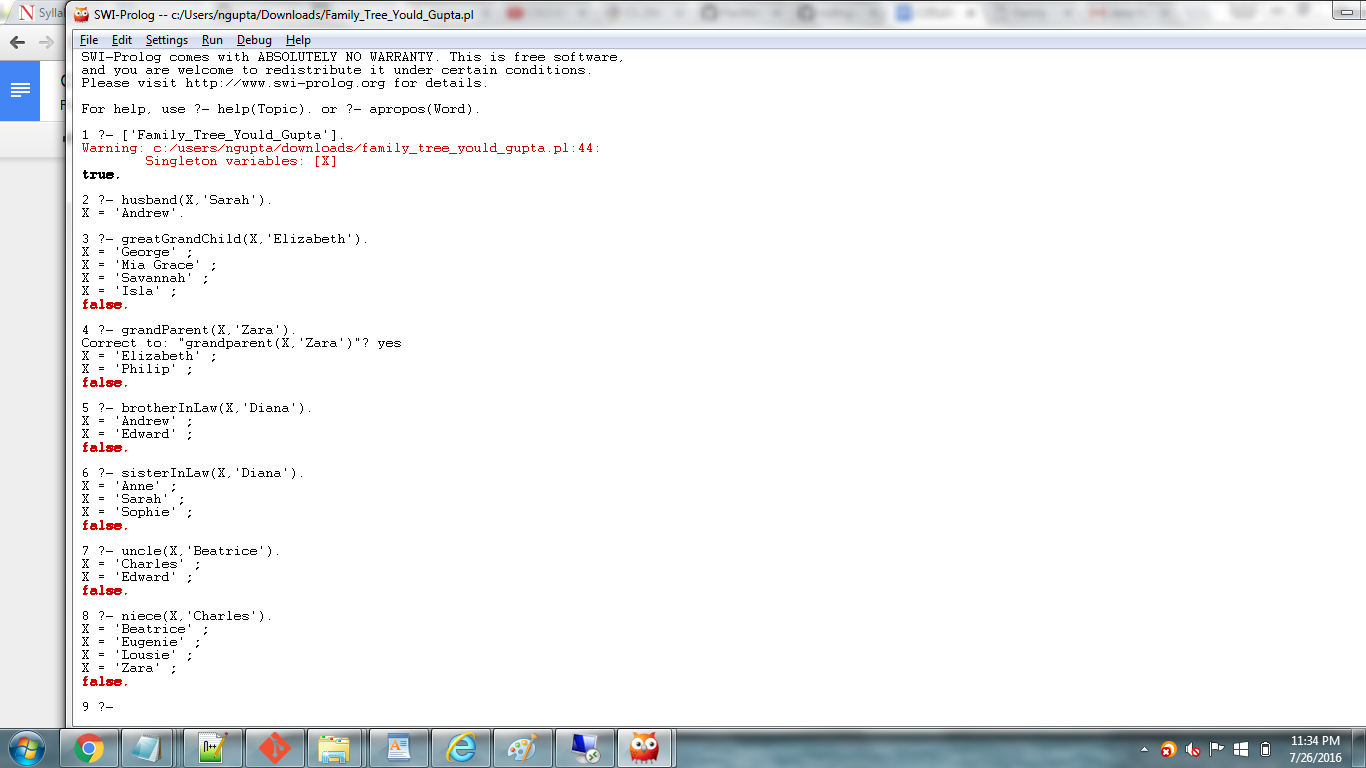 Sylla
SWI-Prolog -- c:/Users/ngupta/Downloads/Family_Tree_Yould_Gupta.pl
File Edit Settings Run Debug Help
SWI-Prolog comes with ABSOLUTELY NO WARRANTY. This is free software,
and you are welcome to redistribute it under certain conditions.
Please visit http://www.swi-prolog.org for details.
For help, use ?- help(Topic). or ?- apropos(Word).
1 ?- ['Family_Tree_Yould_Gupta'].
Warning: c:/users/ngupta/downloads/family_tree_yould_gupta.pl:44:
Singleton variables: [X]
true.
2 ?- husband(X,'Sarah').
X = 'Andrew'.
3 ?- greatGrandChild(X,'Elizabeth').
X = 'George' ;
X = 'Mia Grace' ;
X = 'Savannah' ;
X = 'Isla' ;
false.
4 ?- grandParent(X,'Zara').
Correct to: "grandparent(X,'Zara')"? yes
X = 'Elizabeth' ;
X = 'Philip' ;
false.
5 ?- brotherInLaw(X,'Diana').
X = 'Andrew' ;
X = 'Edward' ;
false.
6 ?- sisterInLaw(X,'Diana').
X = 'Anne' ;
X = 'Sarah' ;
X = 'Sophie' ;
false.
7 ?- uncle(X,'Beatrice').
X = 'Charles' ;
X = 'Edward' ;
false.
8 ?- niece(X,'Charles').
X = 'Beatrice' ;
X = 'Eugenie' ;
X = 'Lousie' ;
X = 'Zara' ;
false.
9 ?-
11:34 PM
7/26/2016